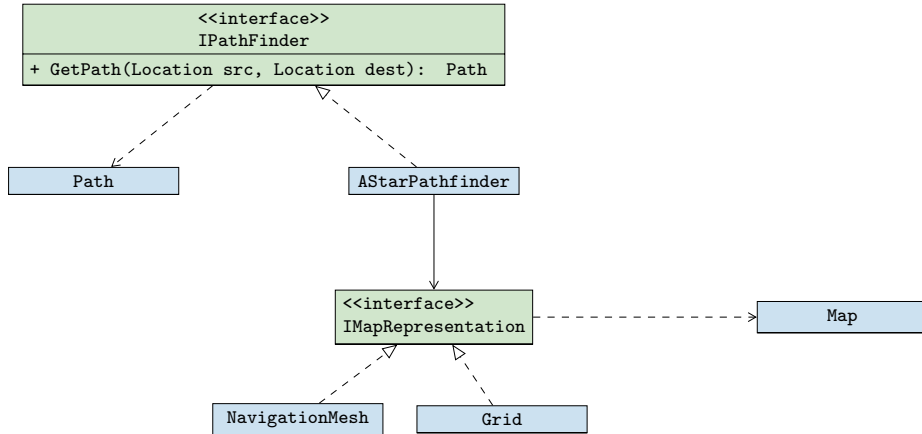 <<interface>>
IPathFinder
+ GetPath(Location src, Location dest): Path
Path
AStarPathfinder
<<interface>>
IMapRepresentation
Map
NavigationMesh
Grid